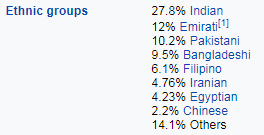 Ethnic groups 27.8% Indian
12% Emirati[1]
10.2% Pakistani
9.5% Bangladeshi
6.1% Filipino
4.76% Iranian
4.23% Egyptian
2.2% Chinese
14.1% Others